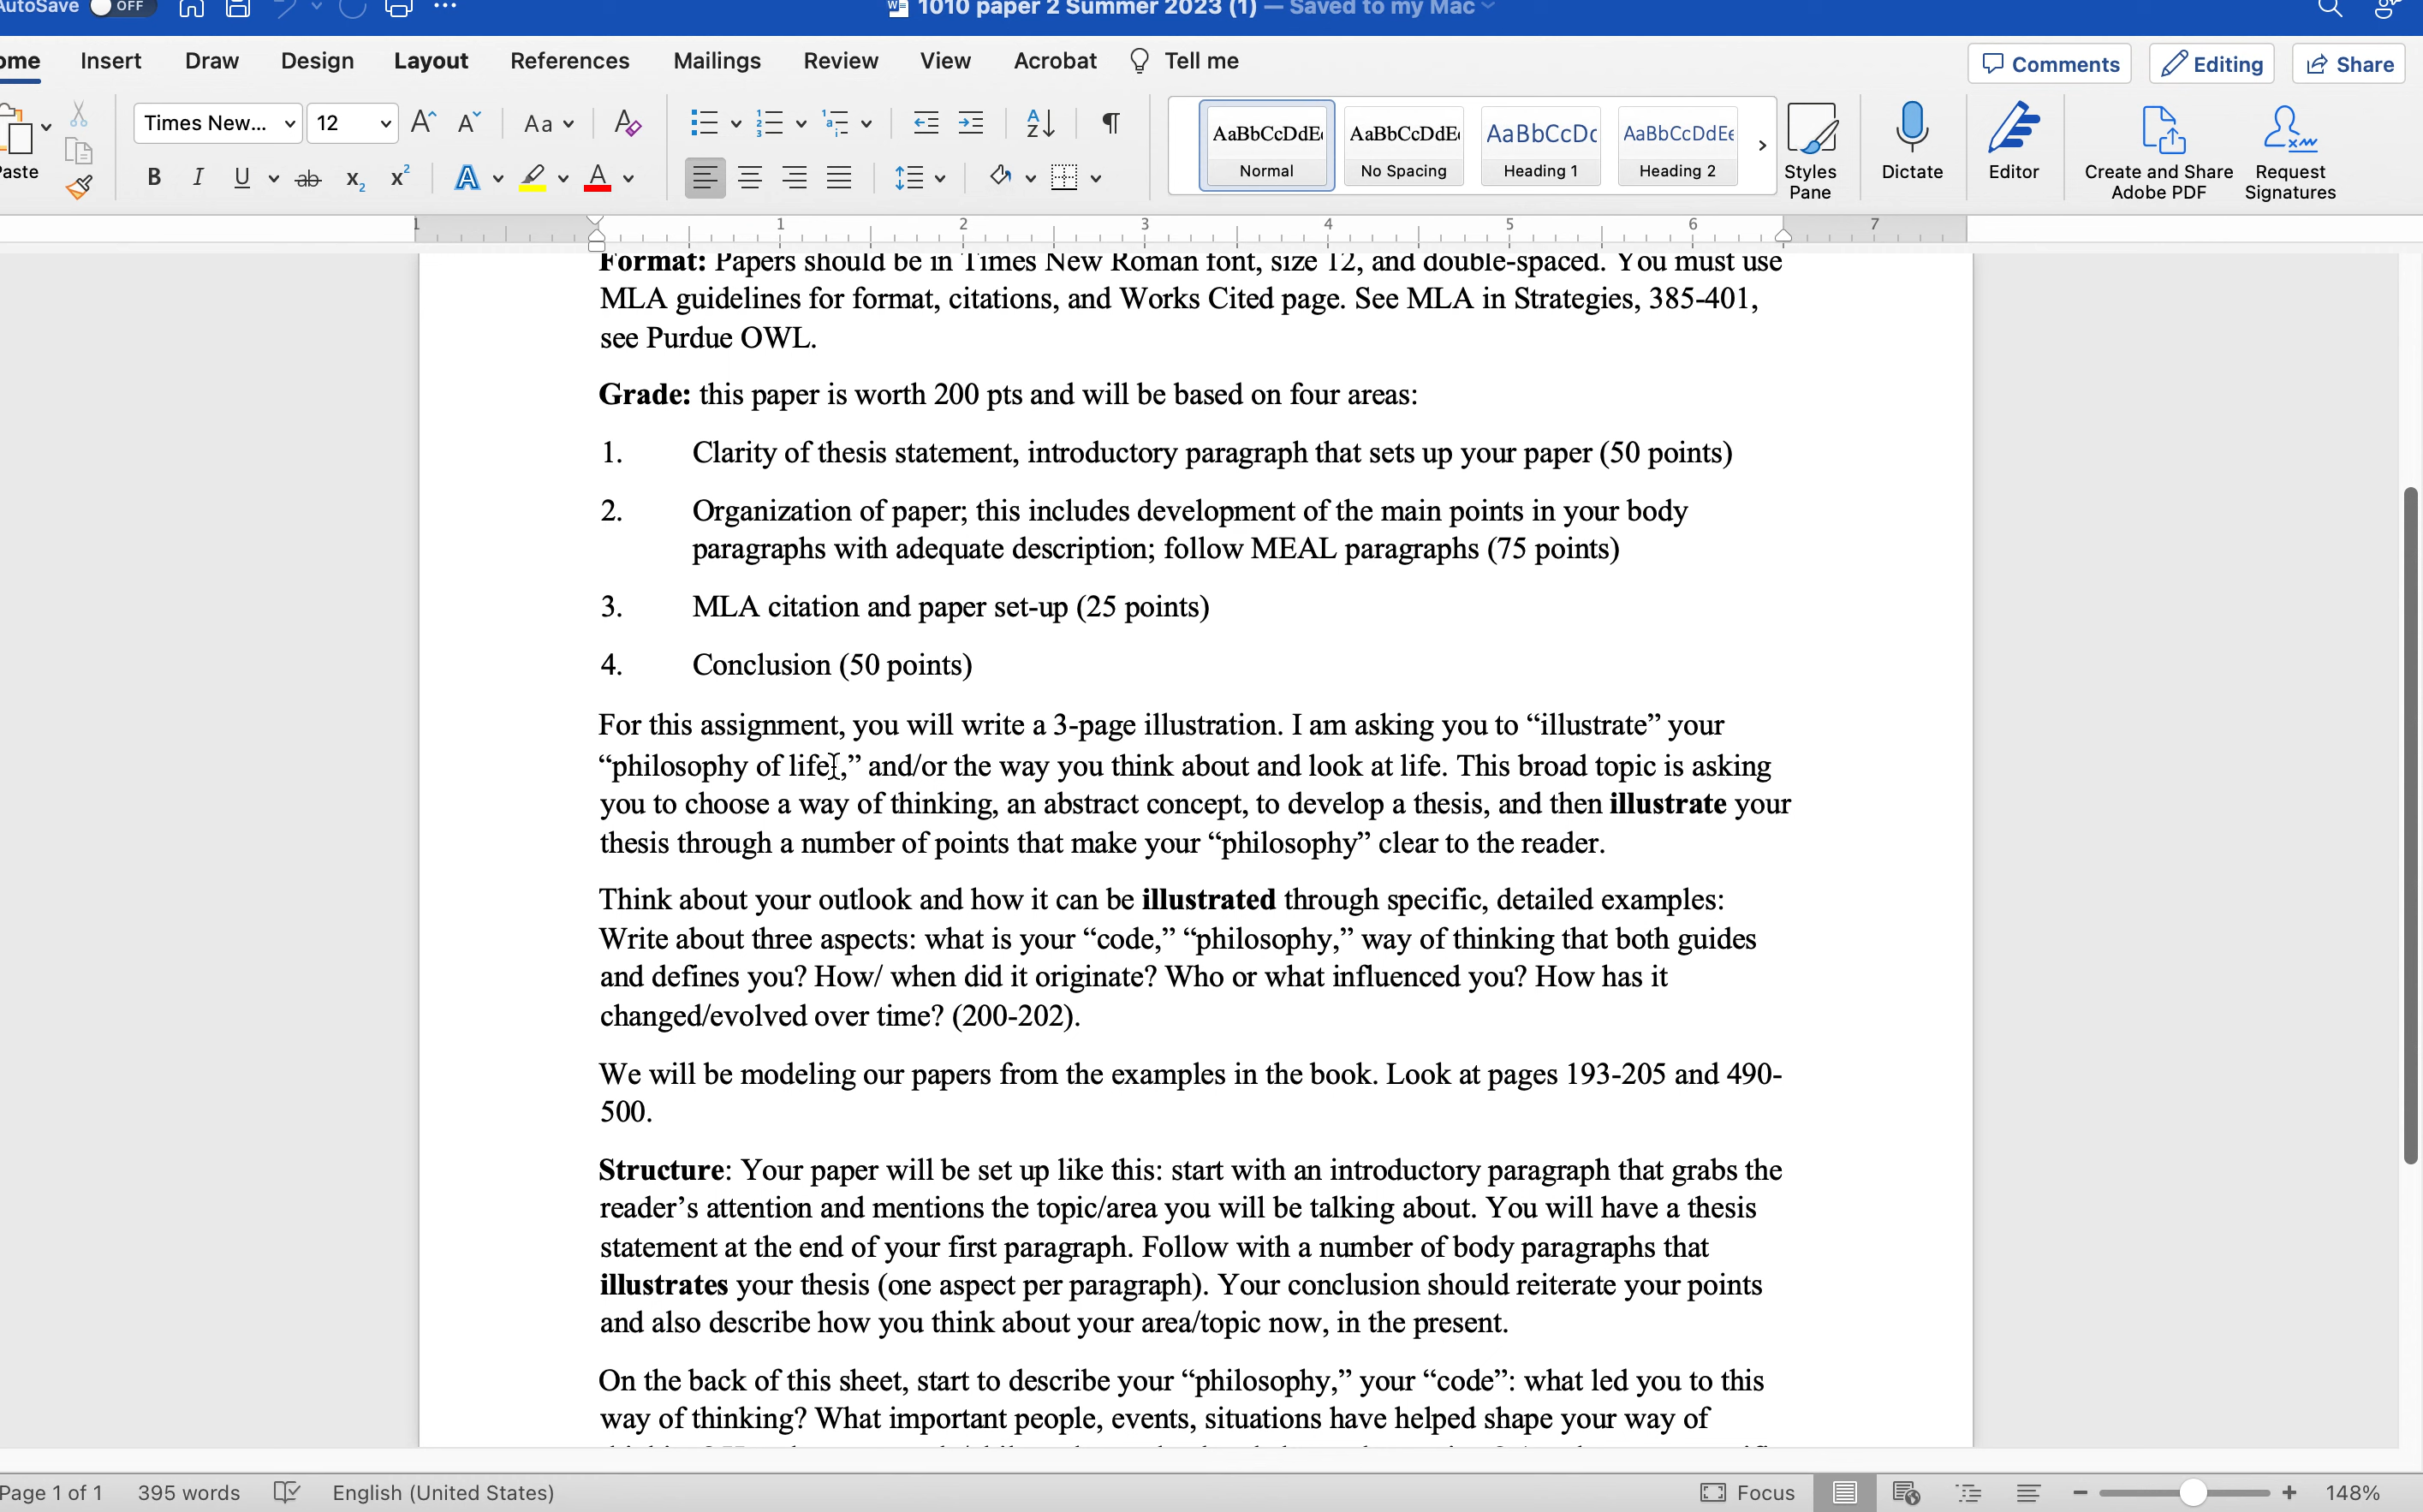 AutoSave OFF
1010 paper 2 Summer 2023 (1) — Saved to my Mac
ome Insert Draw Design Layout References Mailings Review View Acrobat Tell me
Comments Editing Share
Paste
Times New... 12
AaBbCcDdE AaBbCcDdE AaBbCcDc AaBbCcDdEe
Normal No Spacing Heading 1 Heading 2
Styles Pane
Dictate
Editor
Create and Share Adobe PDF
Request Signatures
1 1 2 3 4 5 6 7
Format: Papers should be in Times New Roman font, size 12, and double-spaced. You must use
MLA guidelines for format, citations, and Works Cited page. See MLA in Strategies, 385-401,
see Purdue OWL.
Grade: this paper is worth 200 pts and will be based on four areas:
1. Clarity of thesis statement, introductory paragraph that sets up your paper (50 points)
2. Organization of paper; this includes development of the main points in your body
paragraphs with adequate description; follow MEAL paragraphs (75 points)
3. MLA citation and paper set-up (25 points)
4. Conclusion (50 points)
For this assignment, you will write a 3-page illustration. I am asking you to “illustrate” your
“philosophy of life,” and/or the way you think about and look at life. This broad topic is asking
you to choose a way of thinking, an abstract concept, to develop a thesis, and then illustrate your
thesis through a number of points that make your “philosophy” clear to the reader.
Think about your outlook and how it can be illustrated through specific, detailed examples:
Write about three aspects: what is your “code,” “philosophy,” way of thinking that both guides
and defines you? How/ when did it originate? Who or what influenced you? How has it
changed/evolved over time? (200-202).
We will be modeling our papers from the examples in the book. Look at pages 193-205 and 490-
500.
Structure: Your paper will be set up like this: start with an introductory paragraph that grabs the
reader’s attention and mentions the topic/area you will be talking about. You will have a thesis
statement at the end of your first paragraph. Follow with a number of body paragraphs that
illustrates your thesis (one aspect per paragraph). Your conclusion should reiterate your points
and also describe how you think about your area/topic now, in the present.
On the back of this sheet, start to describe your “philosophy,” your “code”: what led you to this
way of thinking? What important people, events, situations have helped shape your way of
Page 1 of 1 395 words English (United States) Focus 148%